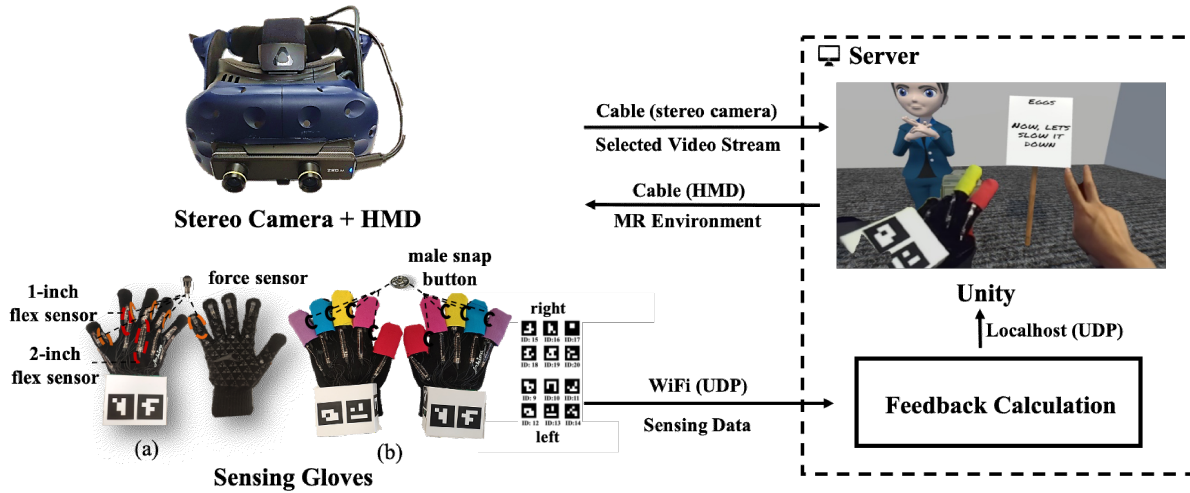 Server
Cable (stereo camera)
Selected Video Stream
EGGS
NOW, LETS
SLOW IT
DOWN
Cable (HMD)
MR Environment
Stereo Camera + HMD
force sensor
male snap
button
1-inch
flex sensor
2-inch
flex sensor
right
ID: 15 ID: 16 ID: 17
ID: 18 ID: 19 ID: 20
ID: 9 ID: 10 ID: 11
ID: 12 ID: 13 ID: 14
left
Unity
Localhost (UDP)
WiFi (UDP)
Sensing Data
Feedback Calculation
(a)
(b)
Sensing Gloves